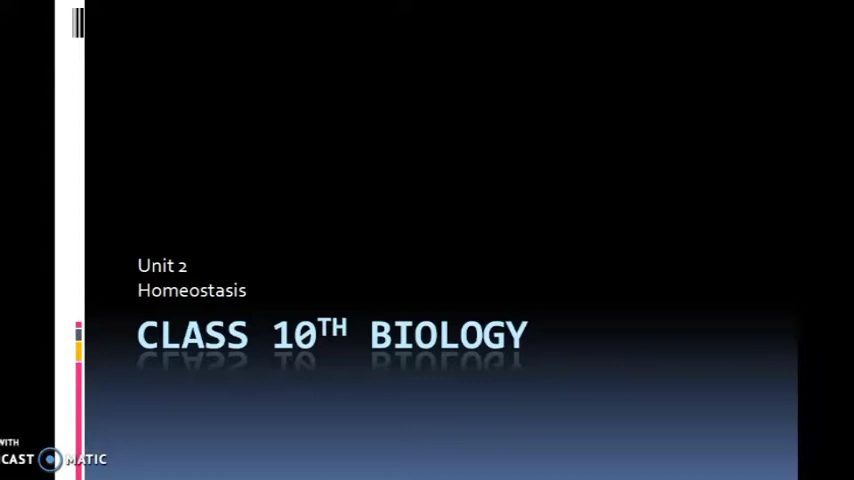 Unit 2
Homeostasis
CLASS 10TH BIOLOGY
WITH
CAST MATIC